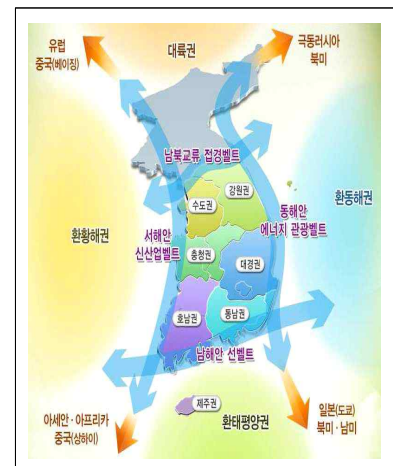 유럽
중국(베이징)
대륙권
극동러시아
북미
남북교류 접경벨트
강원권
수도권
환동해권
동해안
에너지 관광벨트
서해안
신산업벨트
환황해권
충청권
대경권
호남권
동남권
남해안 선벨트
제주권
아세안·아프리카
중국(상하이)
환태평양권
일본(도쿄)
북미·남미